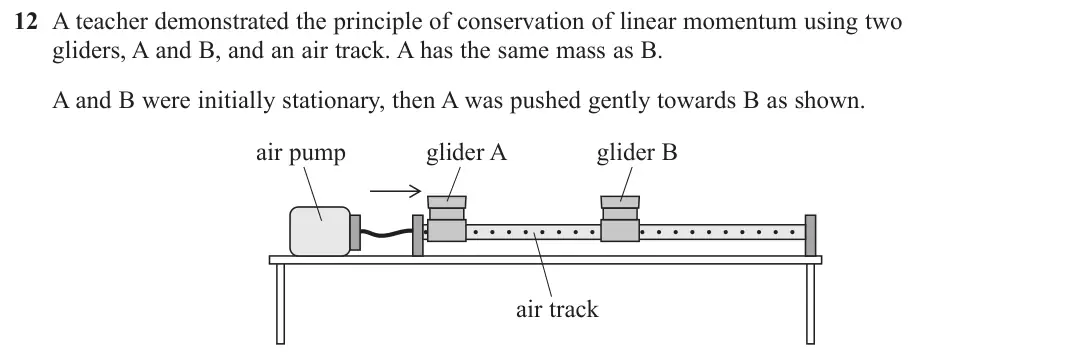 12 A teacher demonstrated the principle of conservation of linear momentum using two
gliders, A and B, and an air track. A has the same mass as B.
A and B were initially stationary, then A was pushed gently towards B as shown.
air pump
glider A
glider B
air track